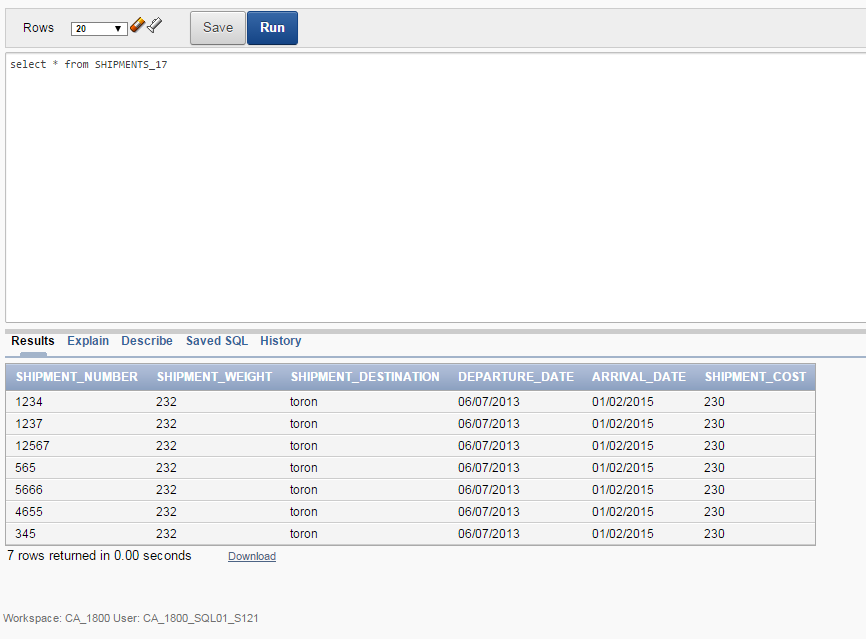 Rows 20 Save Run
select * from SHIPMENTS_17
Results Explain Describe Saved SQL History
SHIPMENT_NUMBER SHIPMENT_WEIGHT SHIPMENT_DESTINATION DEPARTURE_DATE ARRIVAL_DATE SHIPMENT_COST
1234 232 toron 06/07/2013 01/02/2015 230
1237 232 toron 06/07/2013 01/02/2015 230
12567 232 toron 06/07/2013 01/02/2015 230
565 232 toron 06/07/2013 01/02/2015 230
5666 232 toron 06/07/2013 01/02/2015 230
4655 232 toron 06/07/2013 01/02/2015 230
345 232 toron 06/07/2013 01/02/2015 230
7 rows returned in 0.00 seconds Download
Workspace: CA_1800 User: CA_1800_SQL01_S121